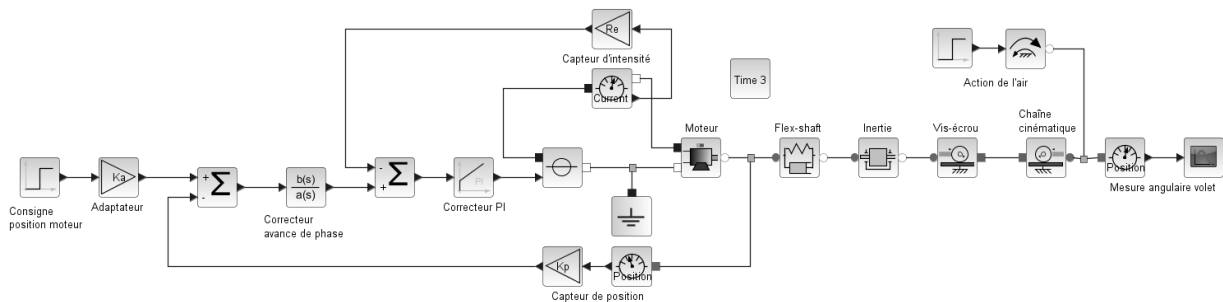 Re
Capteur d'intensité
Current
Time 3
Action de l'air
Moteur
Flex-shaft
Inertie
Vis-écrou
Chaîne
cinématique
Ka
Adaptateur
Consigne
position moteur
+
-
Σ
b(s)
a(s)
Correcteur
avance de phase
-
+
Σ
PI
Correcteur PI
Position
Mesure angulaire volet
Kp
Position
Capteur de position